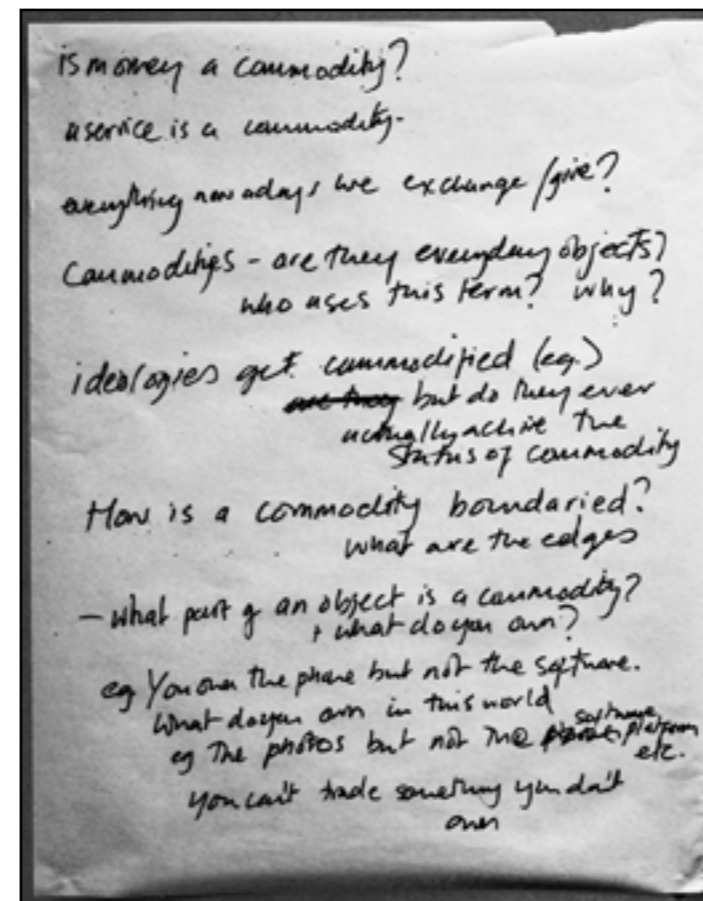 is money a commodity?
a service is a commodity.
everything nowadays we exchange/give?
Commodities - are they everyday objects?
who uses this term? why?
ideologies get commodified (eg.)
are they but do they ever
actually achive the
status of commodity
How is a commodity boundaried?
what are the edges
- what part of an object is a commodity?
+ what do you own?
eg You own the phone but not the software.
What do you own in this world
eg The photos but not the software, platform
etc.
you can't trade something you don't
own